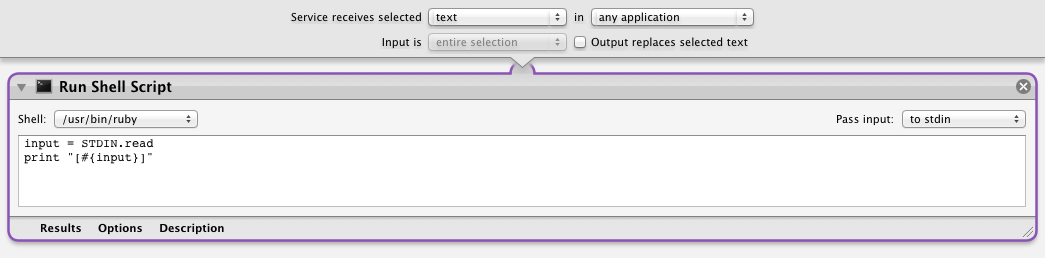 Service receives selected text in any application
Input is entire selection Output replaces selected text
Run Shell Script
Shell: /usr/bin/ruby Pass input: to stdin
input = STDIN.read
print "[#{input}]"
Results Options Description